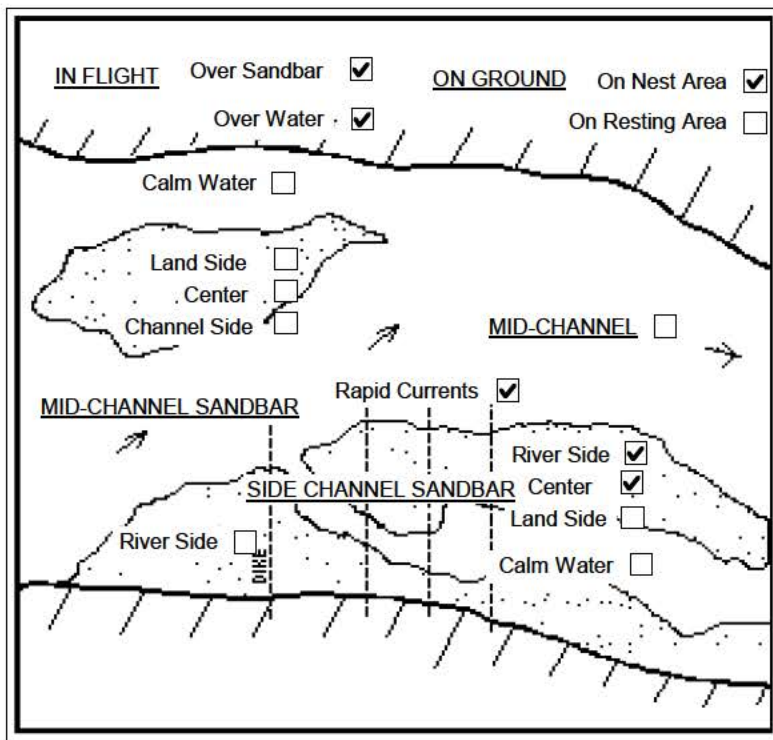 IN FLIGHT Over Sandbar ☑ ON GROUND On Nest Area ☑
Over Water ☑ On Resting Area ☐
Calm Water ☐
Land Side ☐
Center ☐
Channel Side ☐
MID-CHANNEL ☐
Rapid Currents ☑
MID-CHANNEL SANDBAR
River Side ☑
SIDE CHANNEL SANDBAR Center ☑
Land Side ☐
River Side ☐
DIKE
Calm Water ☐